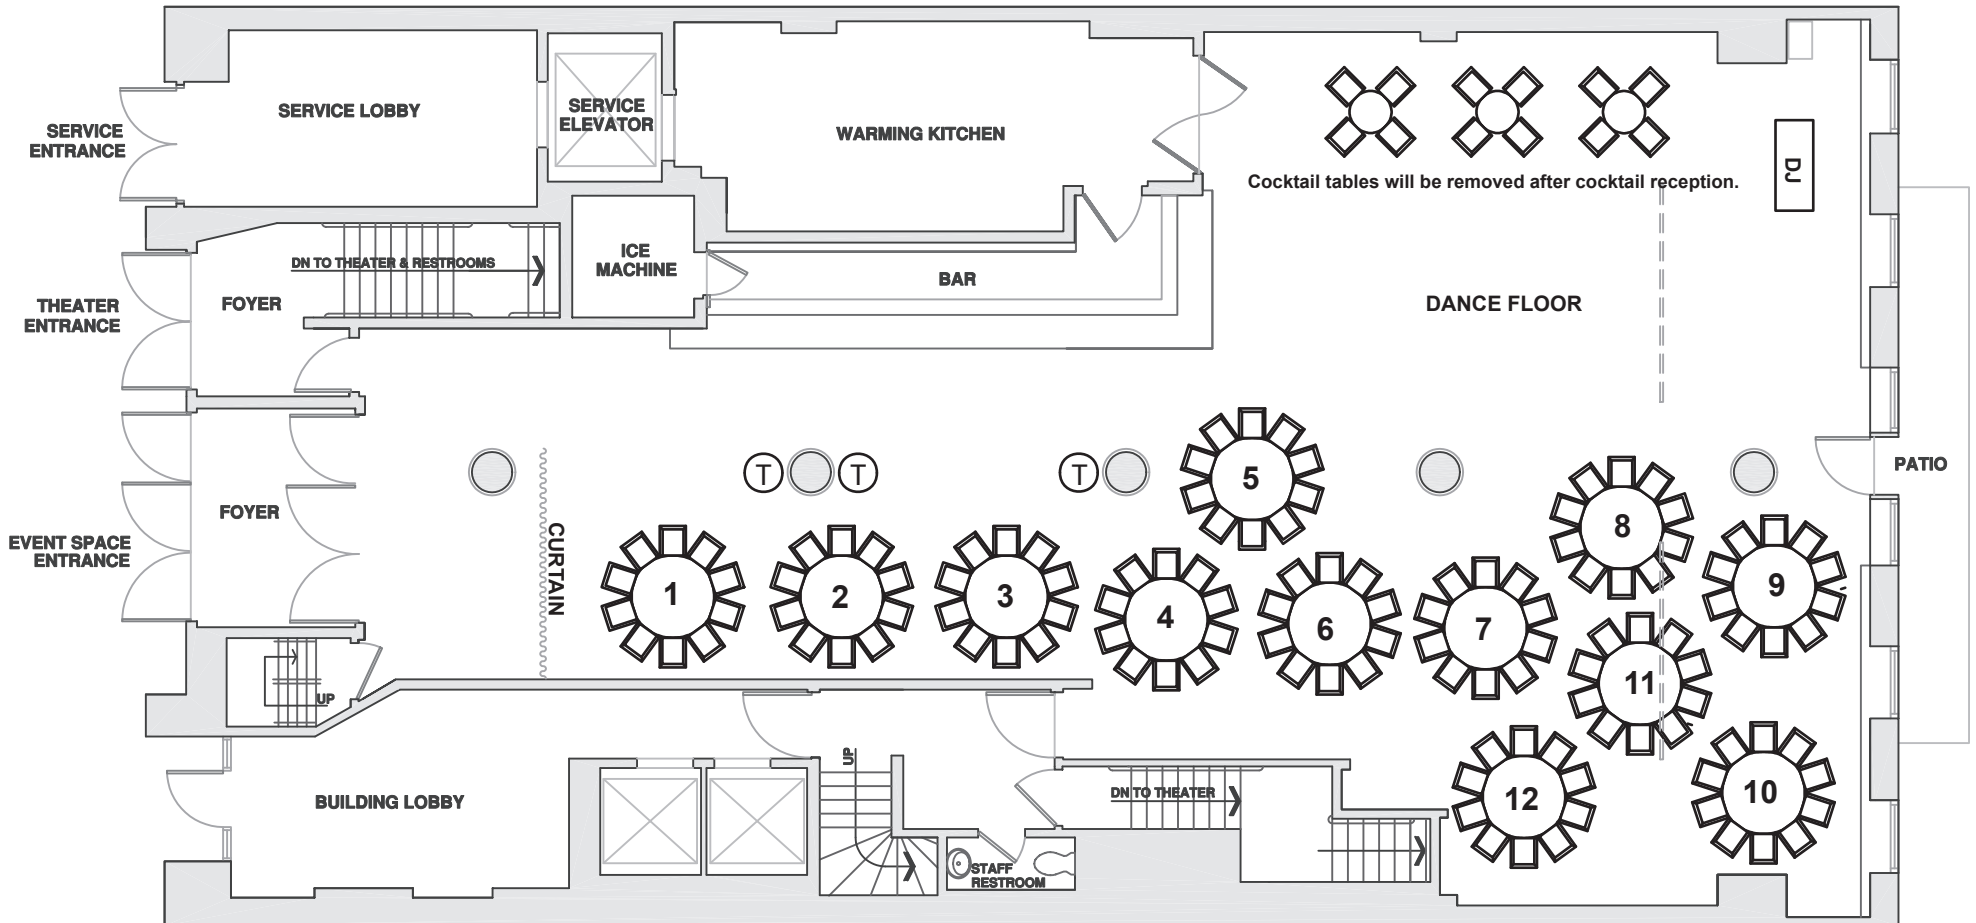 SERVICE LOBBY
SERVICE
ELEVATOR
WARMING KITCHEN
SERVICE
ENTRANCE
Cocktail tables will be removed after cocktail reception.
DJ
DN TO THEATER & RESTROOMS
ICE
MACHINE
BAR
THEATER
ENTRANCE
FOYER
DANCE FLOOR
T
T
T
5
PATIO
FOYER
EVENT SPACE
ENTRANCE
CURTAIN
8
9
1
2
3
4
6
7
11
UP
UP
BUILDING LOBBY
DN TO THEATER
12
10
STAFF
RESTROOM